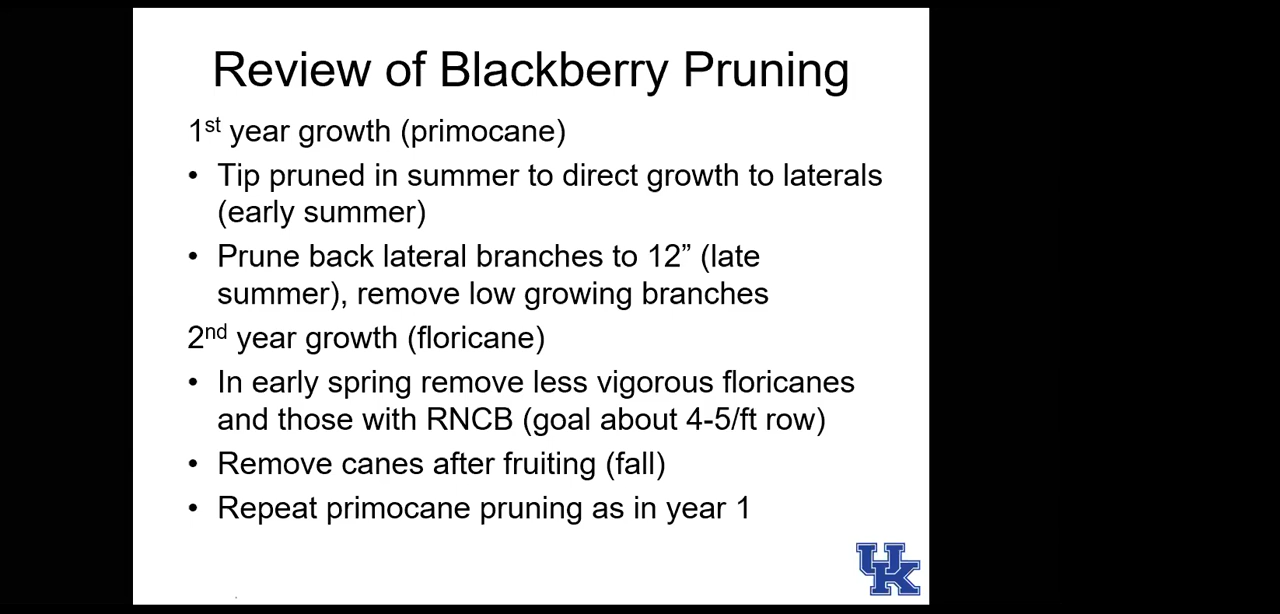 Review of Blackberry Pruning
1st year growth (primocane)
• Tip pruned in summer to direct growth to laterals
(early summer)
• Prune back lateral branches to 12” (late
summer), remove low growing branches
2nd year growth (floricane)
• In early spring remove less vigorous floricanes
and those with RNCB (goal about 4-5/ft row)
• Remove canes after fruiting (fall)
• Repeat primocane pruning as in year 1
UK